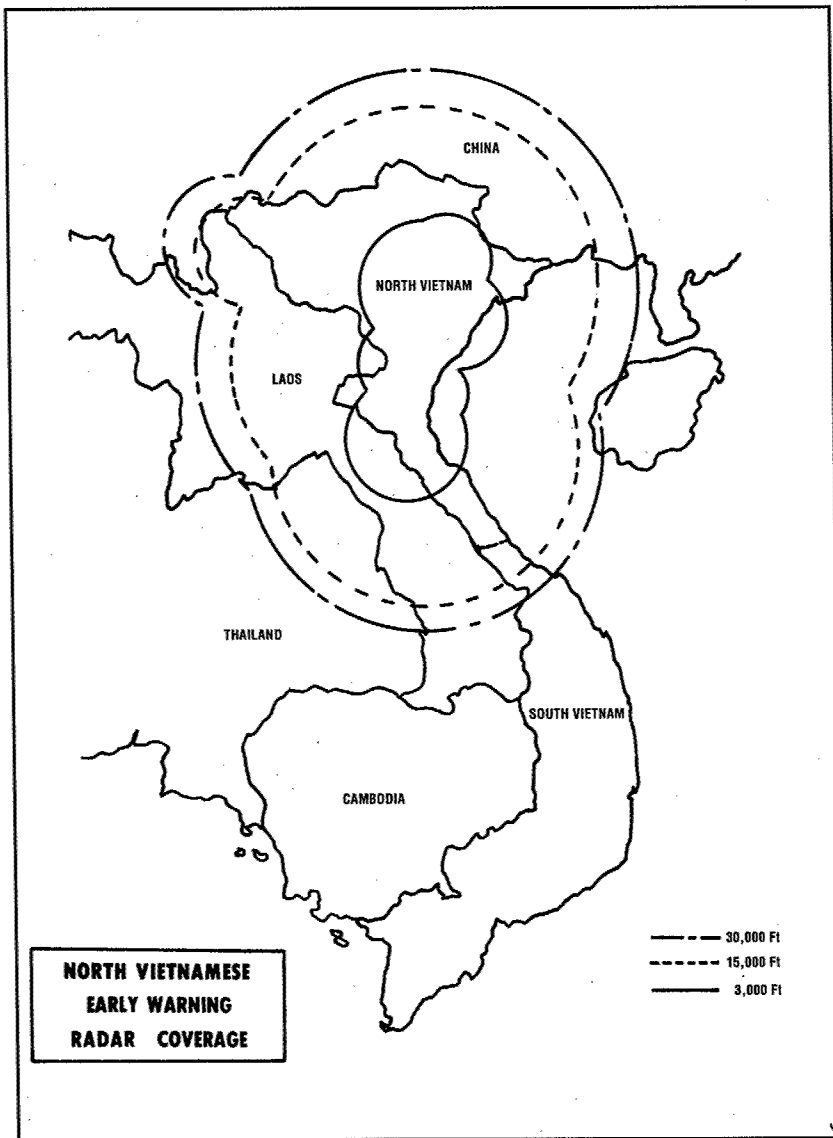 CHINA
NORTH VIETNAM
LAOS
THAILAND
SOUTH VIETNAM
CAMBODIA
30,000 Ft
15,000 Ft
3,000 Ft
NORTH VIETNAMESE
EARLY WARNING
RADAR COVERAGE